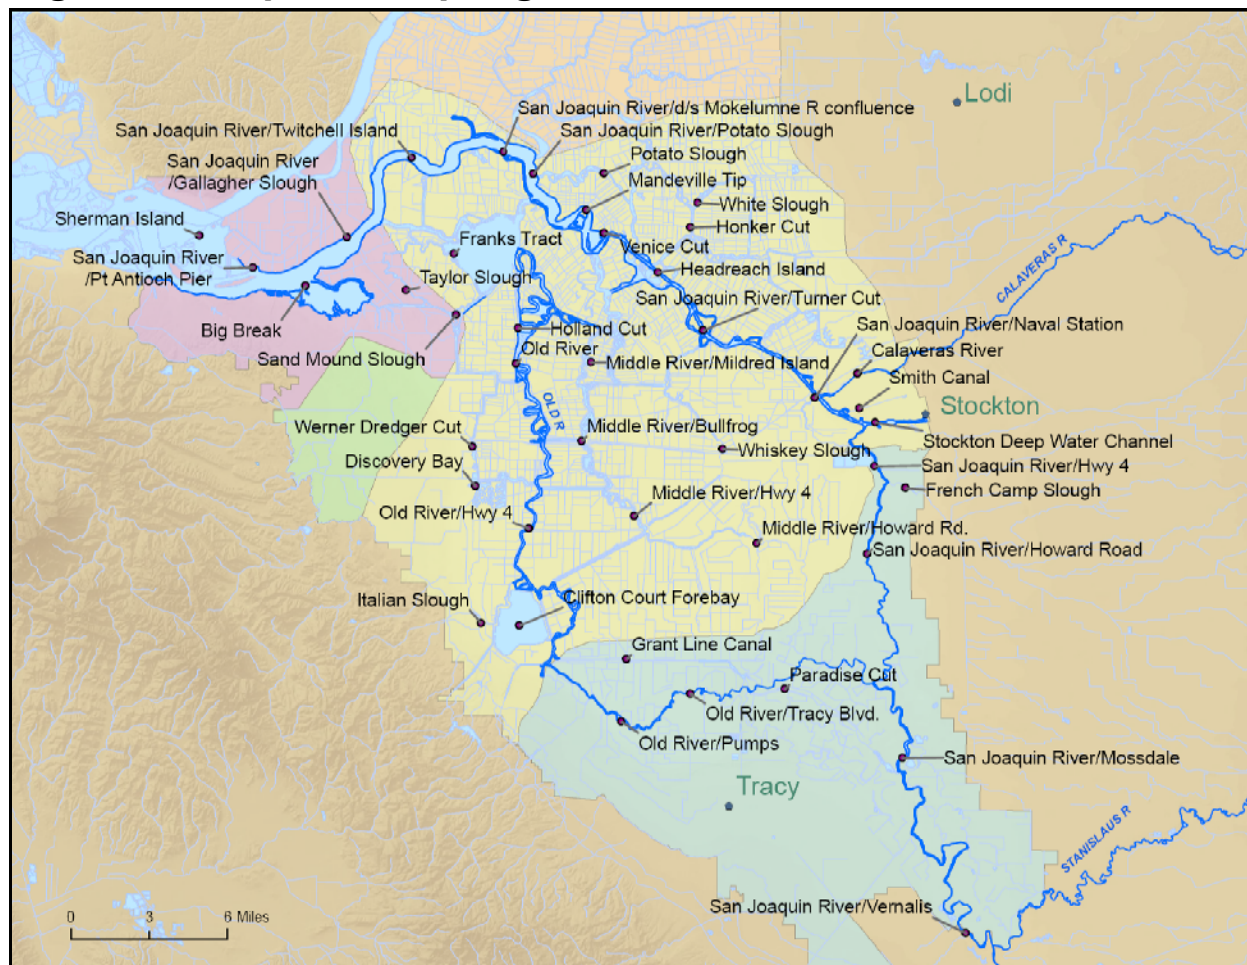 Lodi
San Joaquin River/d/s Mokelumne R confluence
San Joaquin River/Twitchell Island
San Joaquin River/Potato Slough
San Joaquin River
/Gallagher Slough
Potato Slough
Mandeville Tip
White Slough
Sherman Island
Honker Cut
Franks Tract
Venice Cut
San Joaquin River
/Pt Antioch Pier
Headreach Island
CALAVERAS R
Taylor Slough
San Joaquin River/Turner Cut
Big Break
Holland Cut
San Joaquin River/Naval Station
Sand Mound Slough
Old River
Middle River/Mildred Island
Calaveras River
Smith Canal
OLD R
Stockton
Werner Dredger Cut
Middle River/Bullfrog
Stockton Deep Water Channel
Whiskey Slough
Discovery Bay
San Joaquin River/Hwy 4
French Camp Slough
Middle River/Hwy 4
Old River/Hwy 4
Middle River/Howard Rd.
San Joaquin River/Howard Road
Italian Slough
Clifton Court Forebay
Grant Line Canal
Paradise Cut
Old River/Tracy Blvd.
Old River/Pumps
San Joaquin River/Mossdale
Tracy
STANISLAUS R
San Joaquin River/Vernalis
0 3 6 Miles